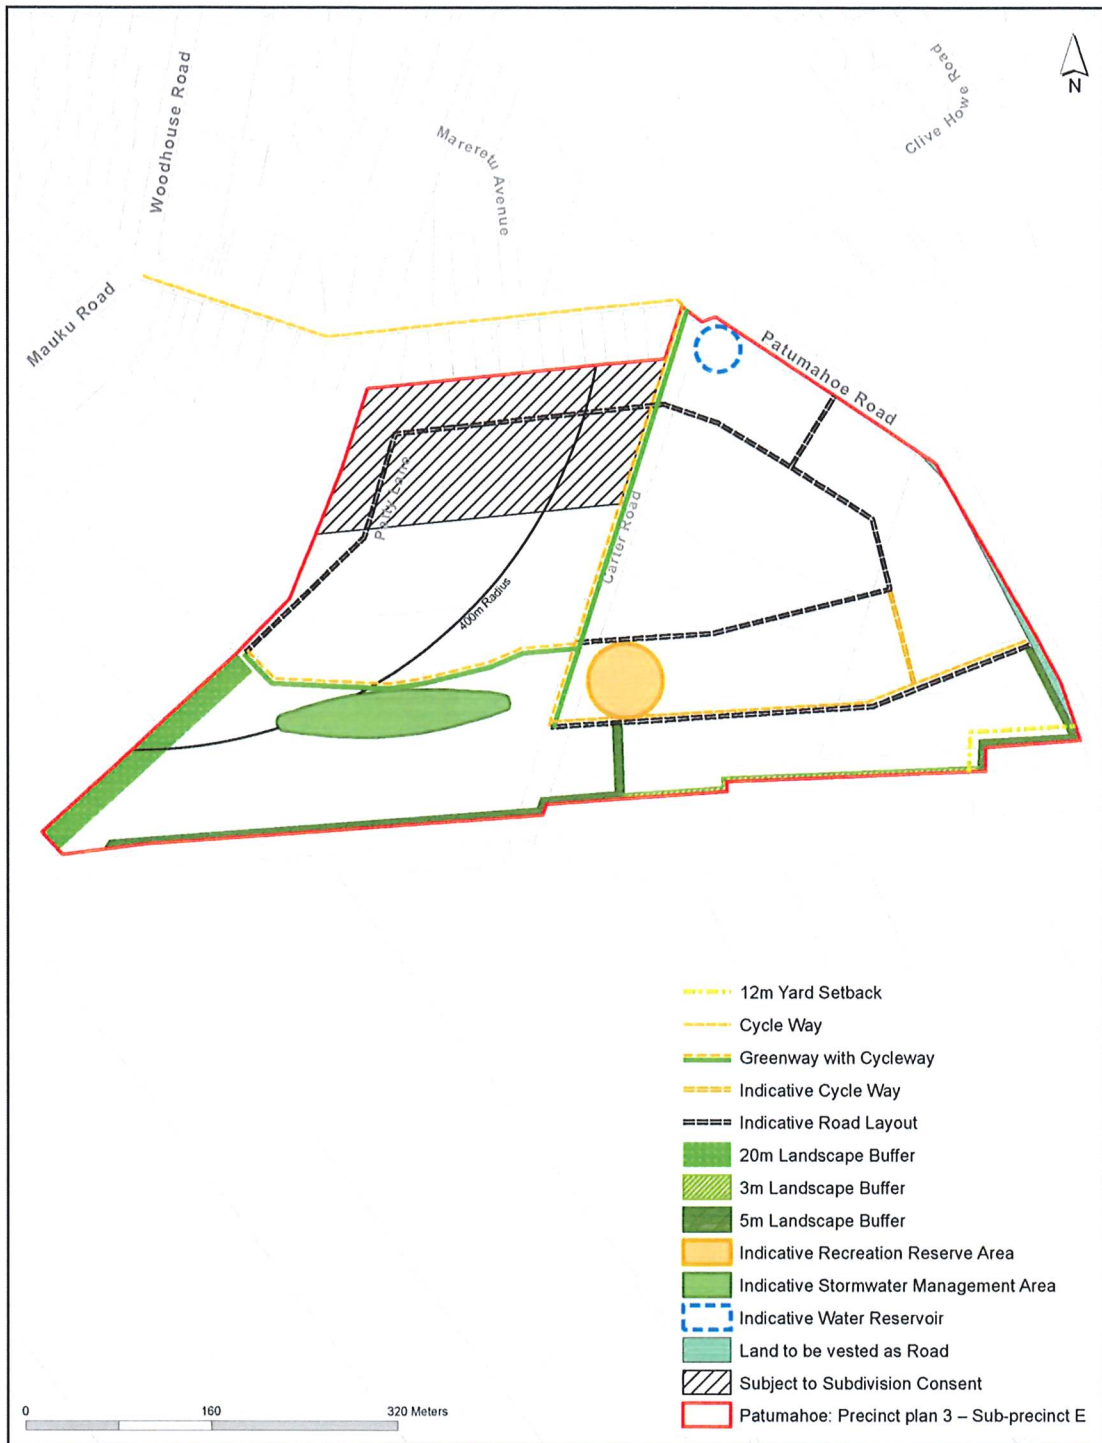 Woodhouse Road
Mareretu Avenue
Clive Howe Road
N
Mauku Road
Patumahoe Road
Carter Road
400m Radius
12m Yard Setback
Cycle Way
Greenway with Cycleway
Indicative Cycle Way
Indicative Road Layout
20m Landscape Buffer
3m Landscape Buffer
5m Landscape Buffer
Indicative Recreation Reserve Area
Indicative Stormwater Management Area
Indicative Water Reservoir
Land to be vested as Road
Subject to Subdivision Consent
Patumahoe: Precinct plan 3 – Sub-precinct E
0 160 320 Meters